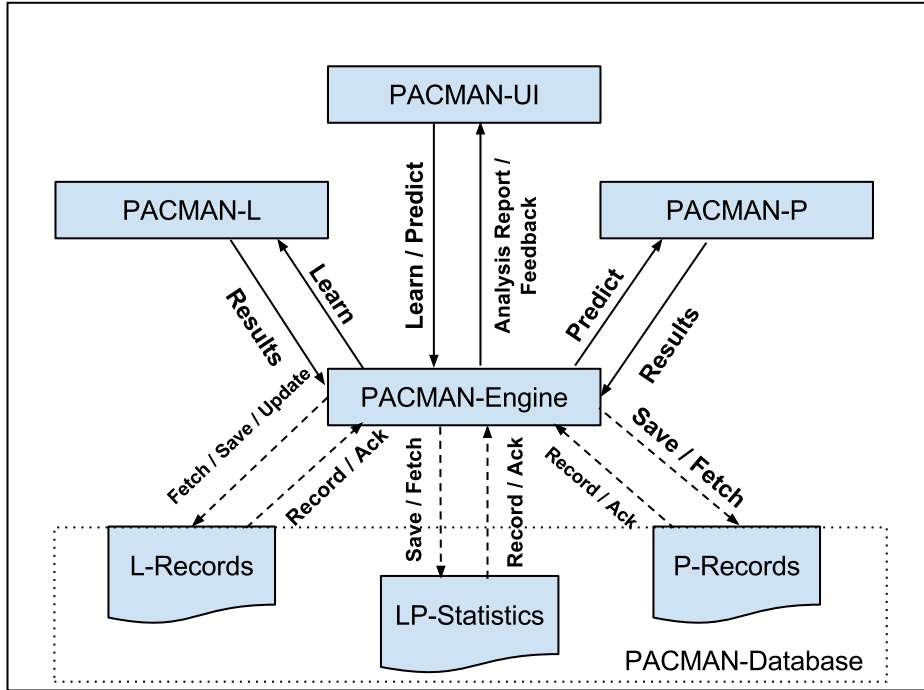 PACMAN-UI
PACMAN-L
PACMAN-P
Learn / Predict
Analysis Report /
Feedback
Results
Learn
Predict
Results
PACMAN-Engine
Fetch / Save / Update
Record / Ack
Save / Fetch
Record / Ack
Record / Ack
Save / Fetch
L-Records
LP-Statistics
P-Records
PACMAN-Database